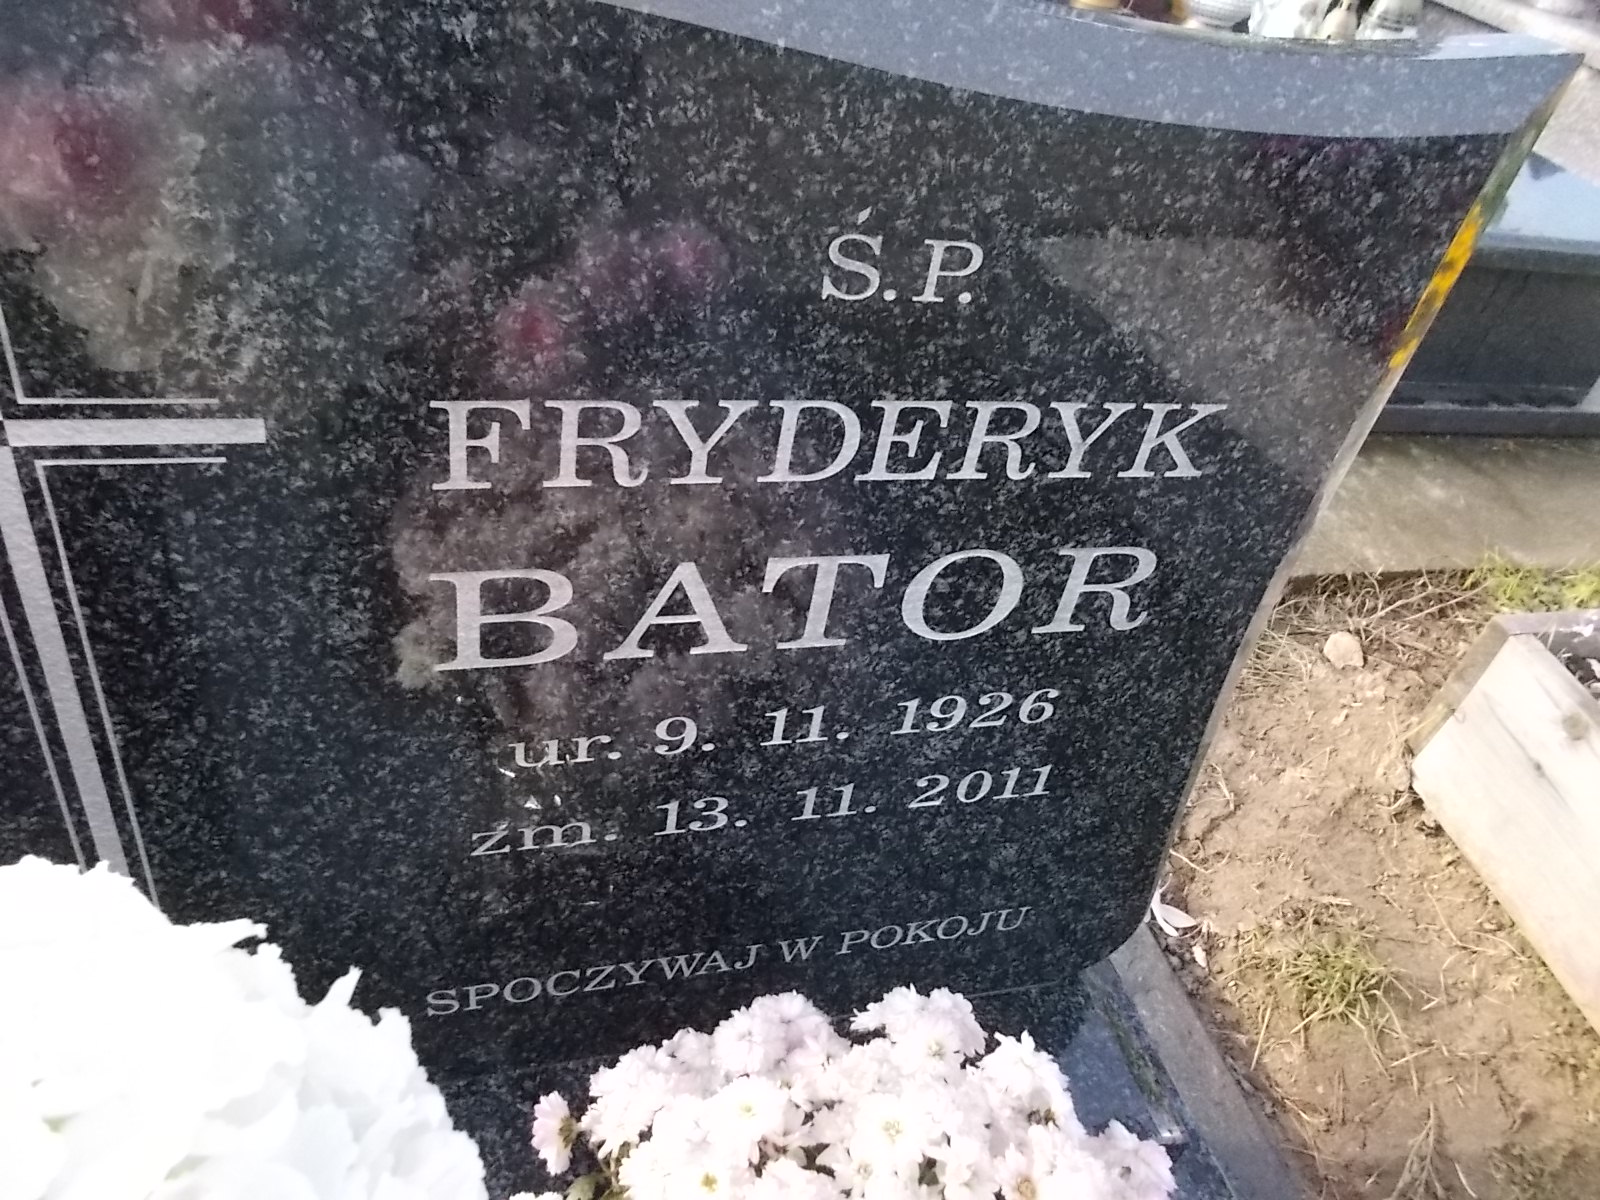 Ś.P.
FRYDERYK
BATOR
ur. 9. 11. 1926
zm. 13. 11. 2011
SPOCZYWAJ W POKOJU